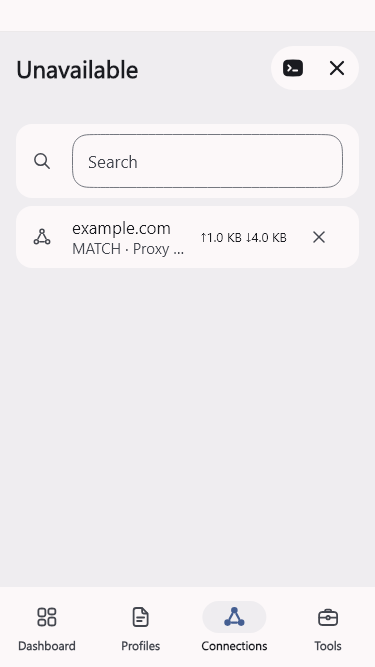 Unavailable
Search
example.com
MATCH · Proxy ...
↑1.0 KB ↓4.0 KB
Dashboard
Profiles
Connections
Tools